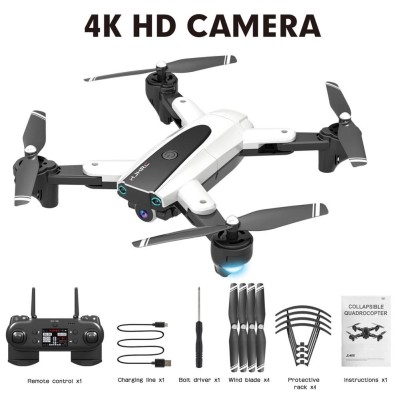 4K HD CAMERA
COLLAPSIBLE
QUADROCOPTER
Remote control x1
Charging line x1
Bolt driver x1
Wind blade x4
Protective
rack x4
Instructions x1